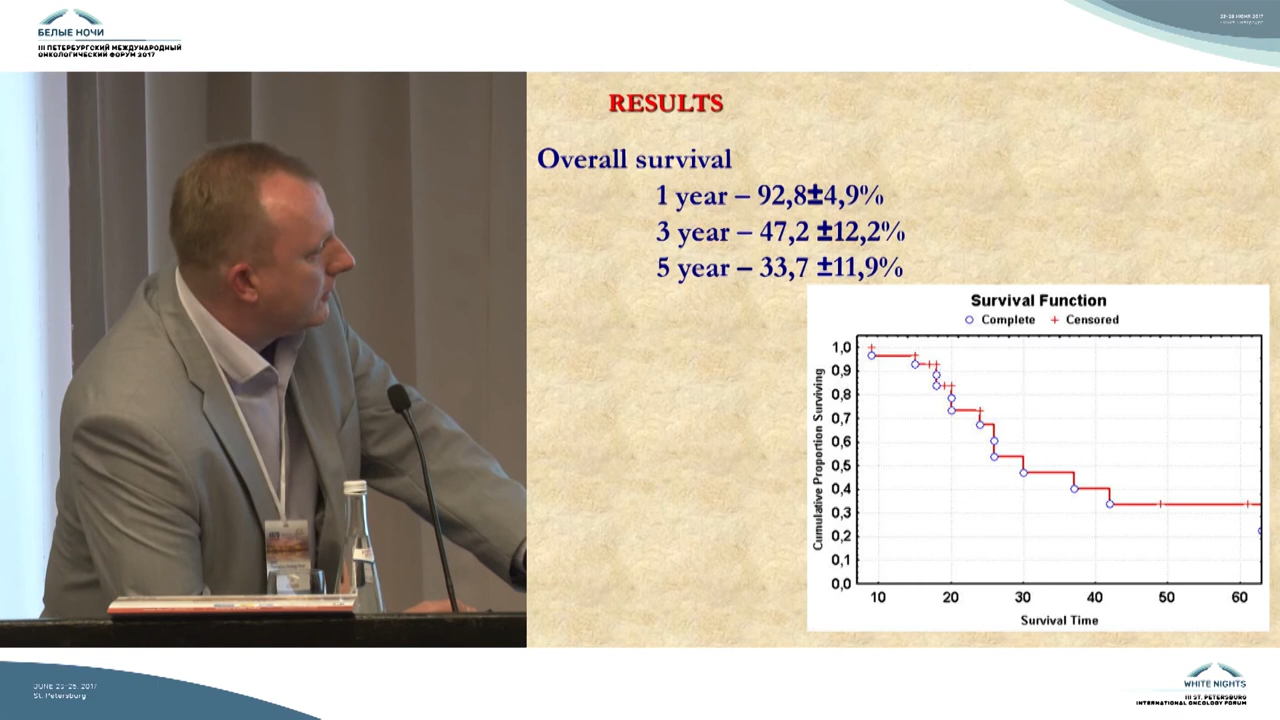 БЕЛЫЕ НОЧИ
III ПЕТЕРБУРГСКИЙ МЕЖДУНАРОДНЫЙ
ОНКОЛОГИЧЕСКИЙ ФОРУМ 2017
RESULTS
Overall survival
1 year – 92,8±4,9%
3 year – 47,2 ±12,2%
5 year – 33,7 ±11,9%
Survival Function
Complete Censored
Cumulative Proportion Surviving
1,0
0,9
0,8
0,7
0,6
0,5
0,4
0,3
0,2
0,1
0,0
10 20 30 40 50 60
Survival Time
JUNE 2017
St. Petersburg
WHITE NIGHTS
III ST. PETERSBURG
INTERNATIONAL ONCOLOGY FORUM